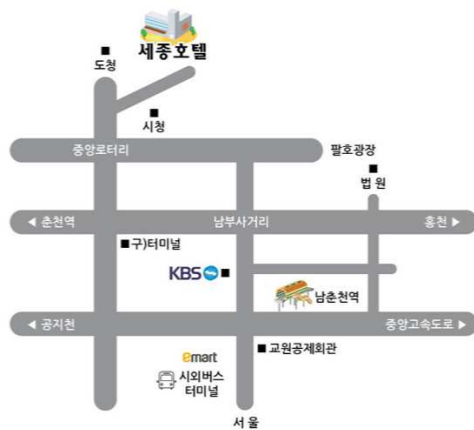 세종호텔
도청
시청
중앙로터리
팔호광장
법 원
◀ 춘천역
남부사거리
홍천 ▶
구)터미널
KBS
남춘천역
◀ 공지천
중앙고속도로 ▶
emart
교원공제회관
시외버스
터미널
서 울